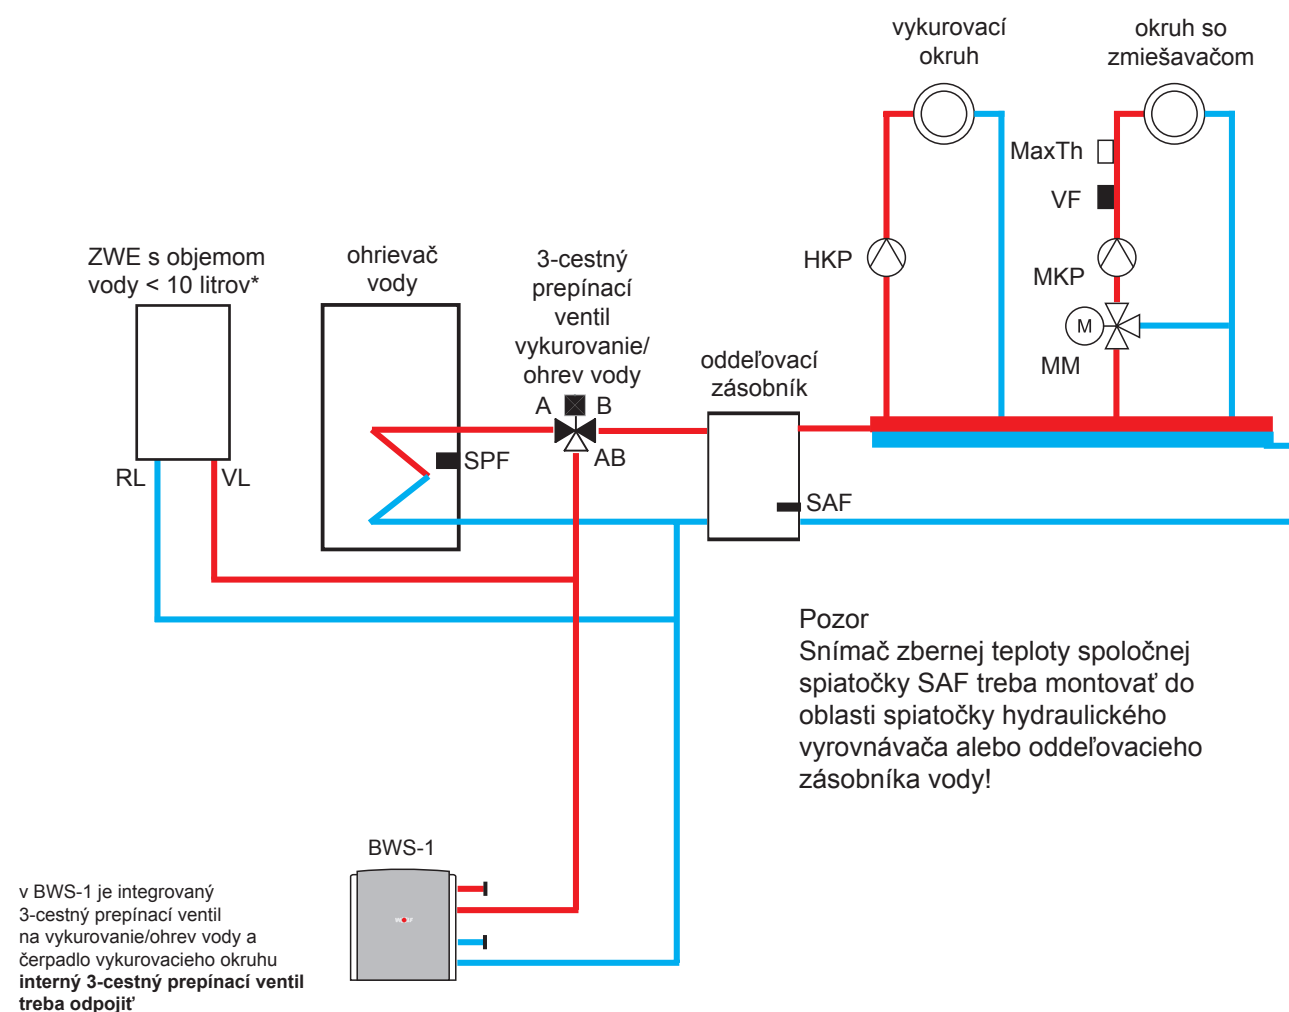 vykurovací
okruh
okruh so
zmiešavačom
MaxTh
VF
HKP
MKP
M
MM
ZWE s objemom
vody < 10 litrov*
ohrievač
vody
3-cestný
prepínací
ventil
vykurovanie/
ohrev vody
A
B
AB
oddeľovací
zásobník
RL
VL
SPF
SAF
Pozor
Snímač zbernej teploty spoločnej
spiatočky SAF treba montovať do
oblasti spiatočky hydraulického
vyrovnávača alebo oddeľovacieho
zásobníka vody!
BWS-1
v BWS-1 je integrovaný
3-cestný prepínací ventil
na vykurovanie/ohrev vody a
čerpadlo vykurovacieho okruhu
interný 3-cestný prepínací ventil
treba odpojiť